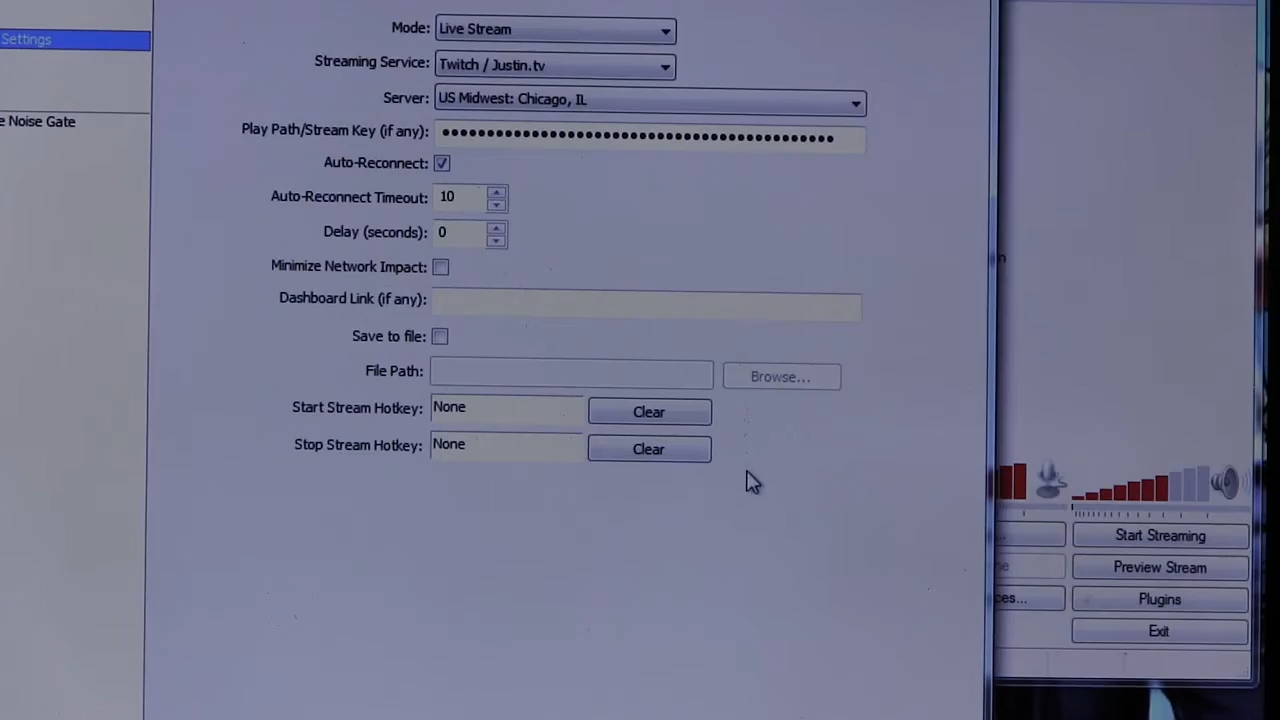 Settings
Noise Gate
Mode: Live Stream
Streaming Service: Twitch / Justin.tv
Server: US Midwest: Chicago, IL
Play Path/Stream Key (if any): ●●●●●●●●●●●●●●●●●●●●●●●●●●●●●●●●●●●●●●●●●●●●
Auto-Reconnect:
Auto-Reconnect Timeout: 10
Delay (seconds): 0
Minimize Network Impact:
Dashboard Link (if any):
Save to file:
File Path: Browse...
Start Stream Hotkey: None Clear
Stop Stream Hotkey: None Clear
Start Streaming
Preview Stream
Plugins
Exit